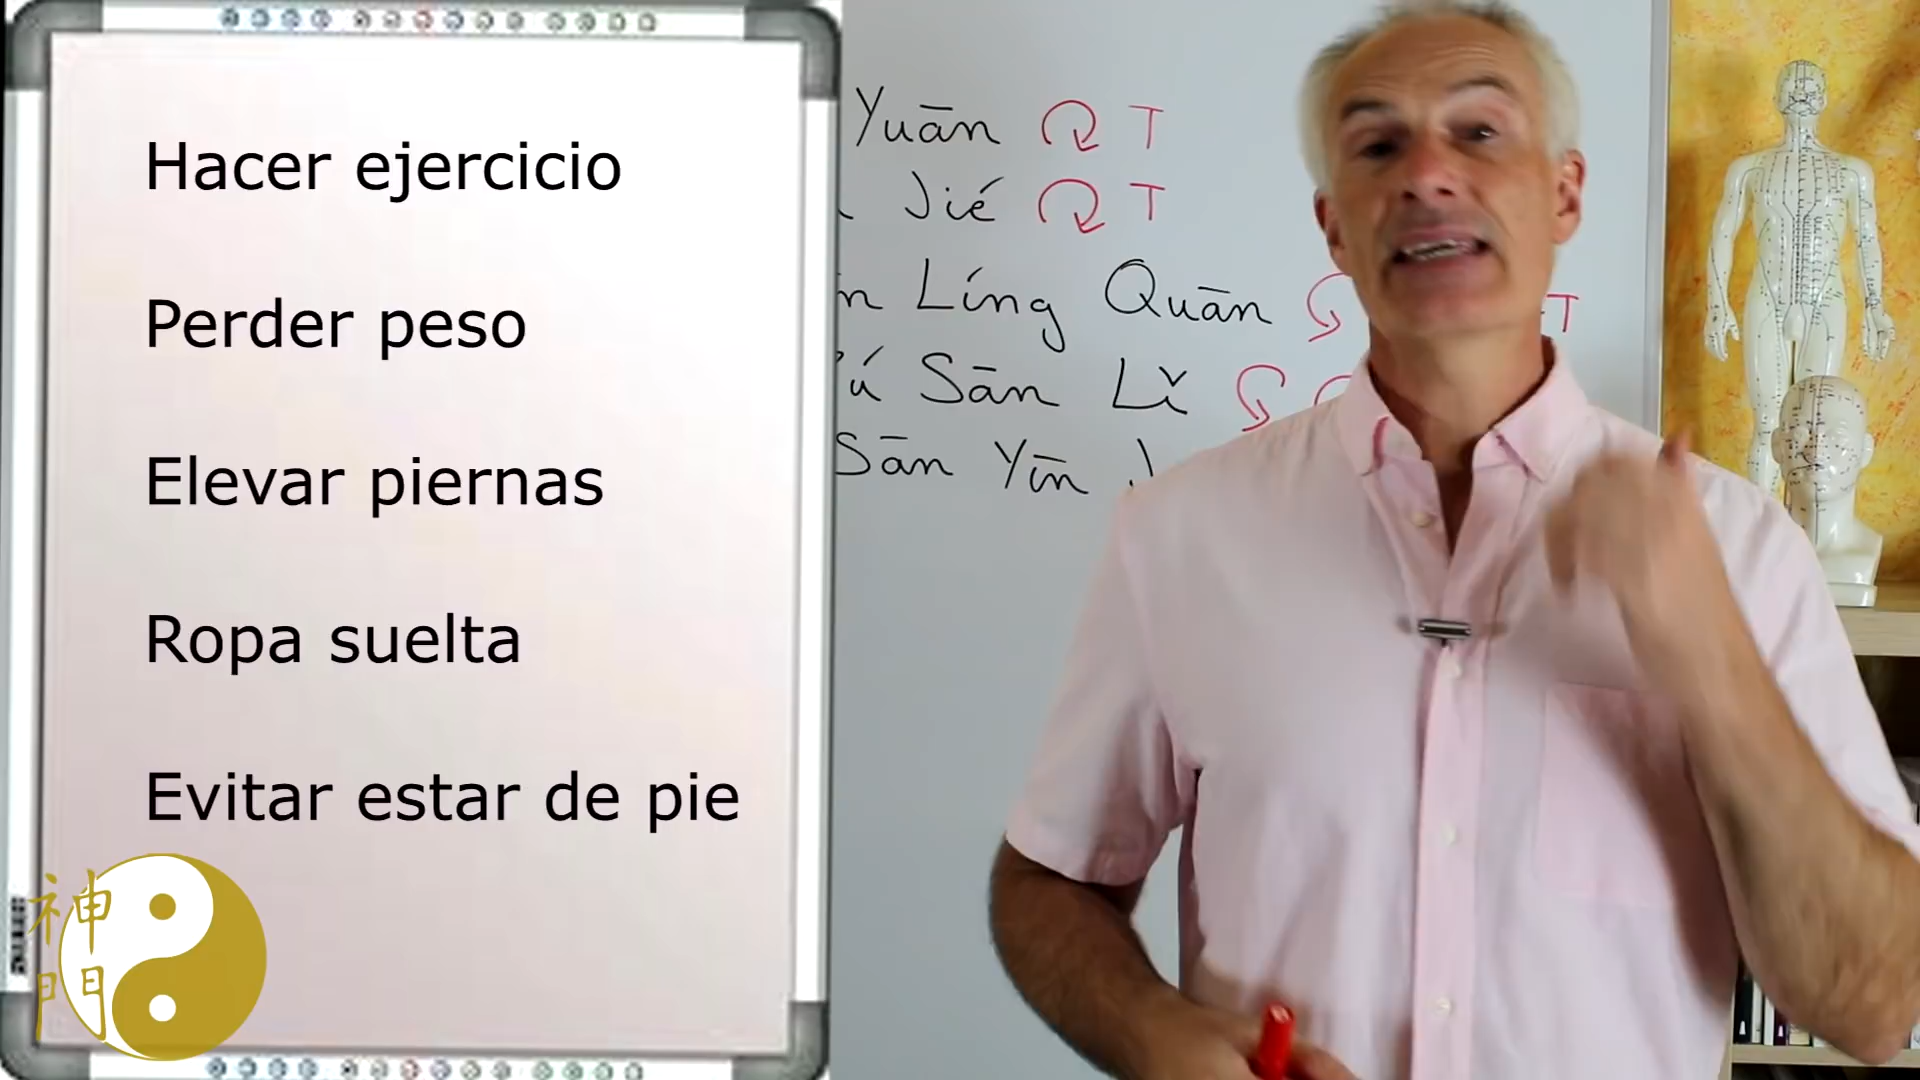 Hacer ejercicio
Perder peso
Elevar piernas
Ropa suelta
Evitar estar de pie
神門
Yuān T
Jié T
Líng Quān T
Sān Lǐ
Sān Yīn